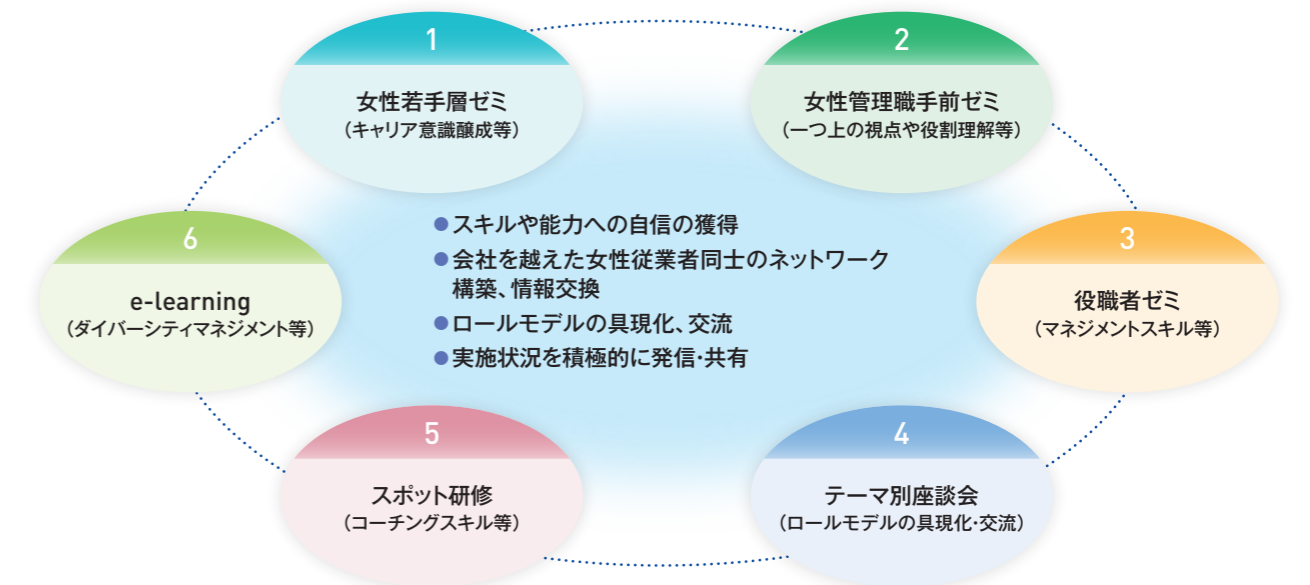 1
女性若手層ゼミ
(キャリア意識醸成等)
2
女性管理職手前ゼミ
(一つ上の視点や役割理解等)
3
役職者ゼミ
(マネジメントスキル等)
4
テーマ別座談会
(ロールモデルの具現化・交流)
5
スポット研修
(コーチングスキル等)
6
e-learning
(ダイバーシティマネジメント等)
●スキルや能力への自信の獲得
●会社を越えた女性従業者同士のネットワーク
構築、情報交換
●ロールモデルの具現化、交流
●実施状況を積極的に発信・共有